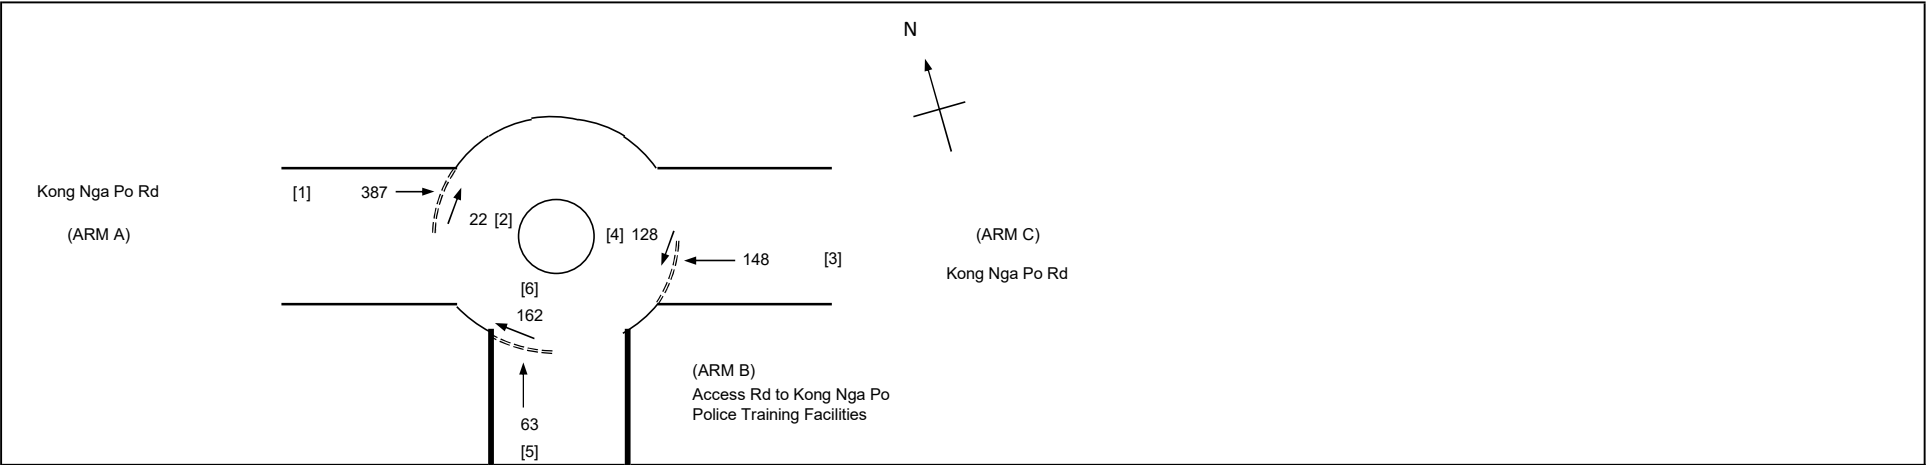 N
Kong Nga Po Rd
(ARM A)
[1] 387
22 [2]
[4] 128
148 [3]
(ARM C)
Kong Nga Po Rd
[6]
162
63
[5]
(ARM B)
Access Rd to Kong Nga Po
Police Training Facilities